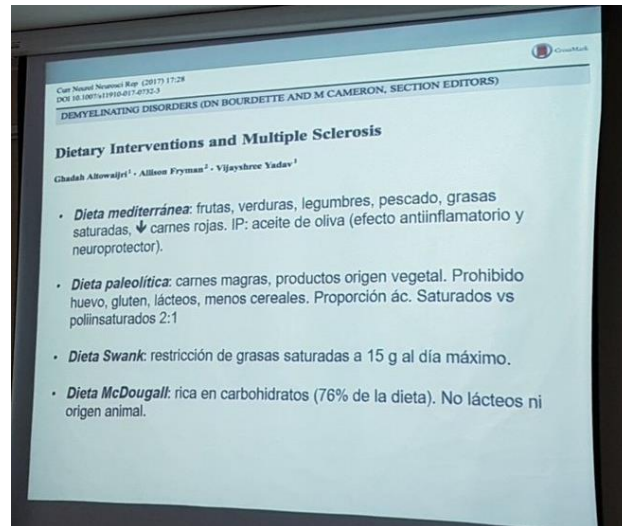 CrossMark
Curr Neurol Neurosci Rep (2017) 17:28
DOI 10.1007/s11910-017-0732-3
DEMYELINATING DISORDERS (DN BOURDETTE AND M CAMERON, SECTION EDITORS)
Dietary Interventions and Multiple Sclerosis
Ghadah Altowaijri¹ · Allison Fryman² · Vijayshree Yadav¹
• Dieta mediterránea: frutas, verduras, legumbres, pescado, grasas
saturadas, ↓ carnes rojas. IP: aceite de oliva (efecto antiinflamatorio y
neuroprotector).
• Dieta paleolítica: carnes magras, productos origen vegetal. Prohibido
huevo, gluten, lácteos, menos cereales. Proporción ác. Saturados vs
poliinsaturados 2:1
• Dieta Swank: restricción de grasas saturadas a 15 g al día máximo.
• Dieta McDougall: rica en carbohidratos (76% de la dieta). No lácteos ni
origen animal.